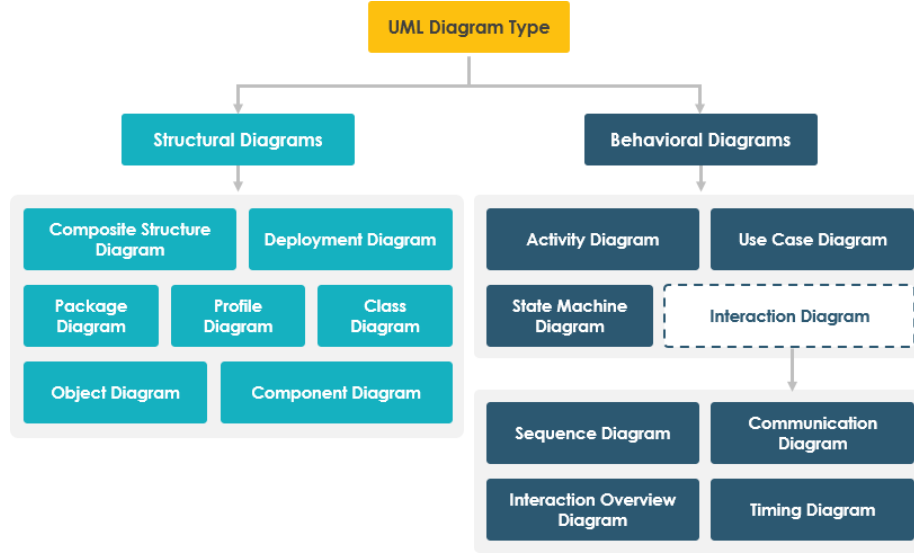 UML Diagram Type
Structural Diagrams
Behavioral Diagrams
Composite Structure
Diagram
Deployment Diagram
Package
Diagram
Profile
Diagram
Class
Diagram
Object Diagram
Component Diagram
Activity Diagram
Use Case Diagram
State Machine
Diagram
Interaction Diagram
Sequence Diagram
Communication
Diagram
Interaction Overview
Diagram
Timing Diagram